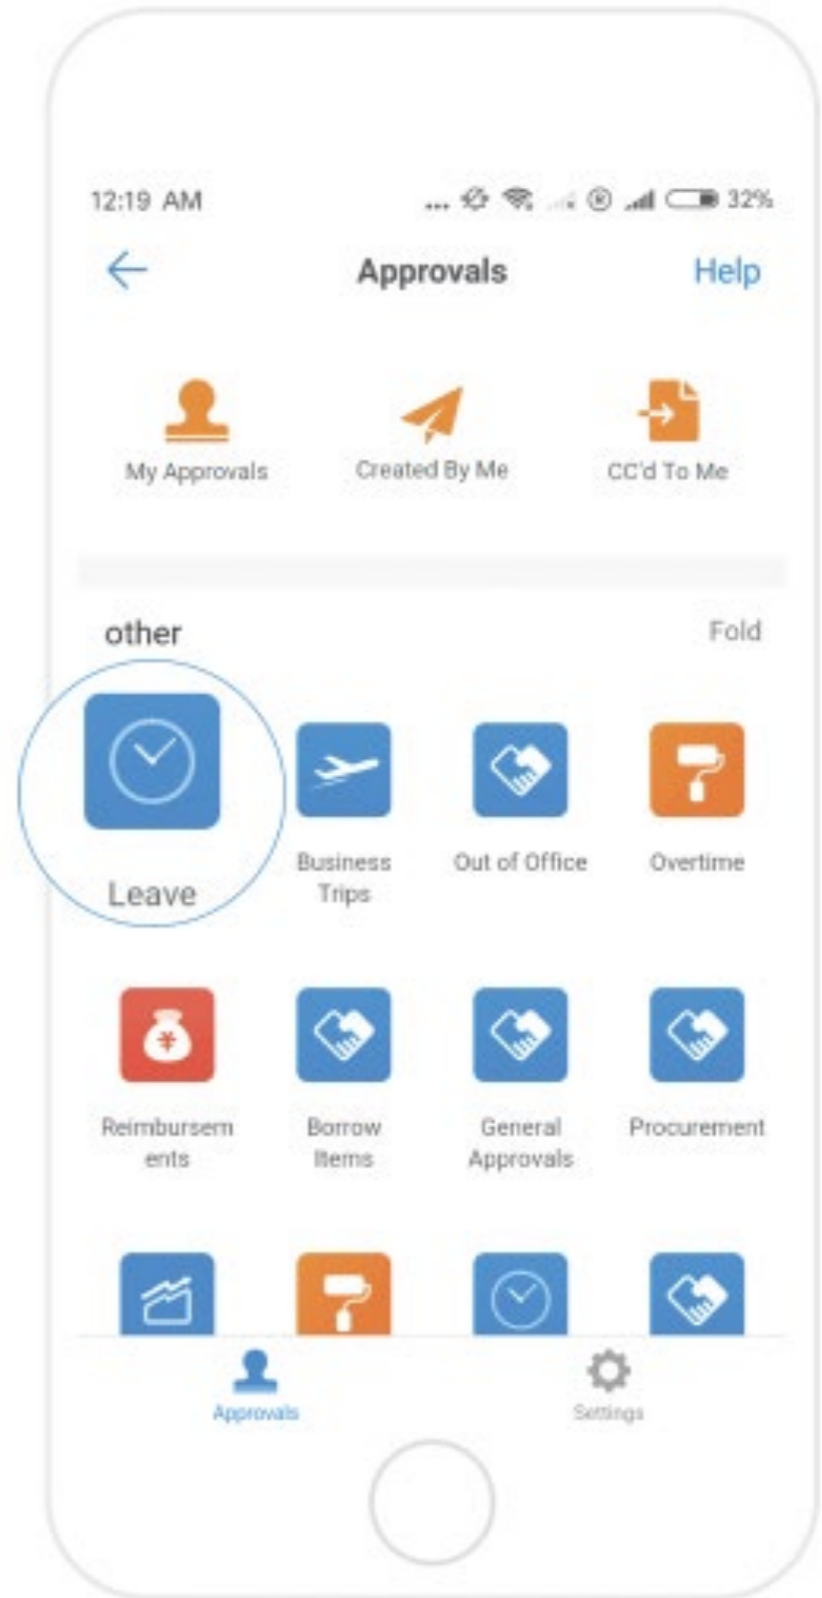 12:19 AM ... 32%
Approvals Help
My Approvals Created By Me CC'd To Me
other Fold
Leave
Business
Trips
Out of Office
Overtime
Reimbursem
ents
Borrow
Items
General
Approvals
Procurement
Approvals Settings